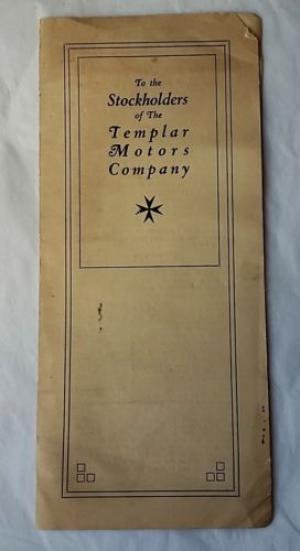 To the
Stockholders
of The
Templar
Motors
Company